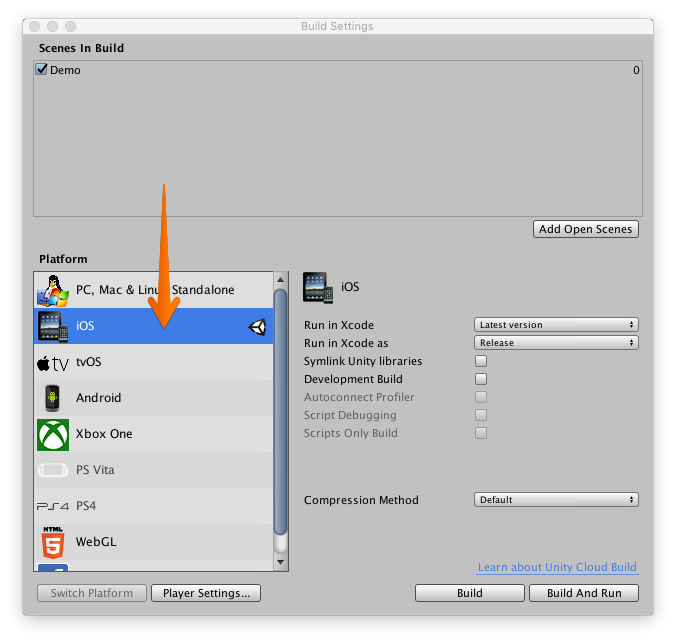 Build Settings
Scenes In Build
Demo 0
Add Open Scenes
Platform
PC, Mac & Linux Standalone
iOS
tv tvOS
Android
Xbox One
PS Vita
PS4 PS4
HTML
5 WebGL
Switch Platform
Player Settings...
iOS
Run in Xcode Latest version
Run in Xcode as Release
Symlink Unity libraries
Development Build
Autoconnect Profiler
Script Debugging
Scripts Only Build
Compression Method Default
Learn about Unity Cloud Build
Build
Build And Run